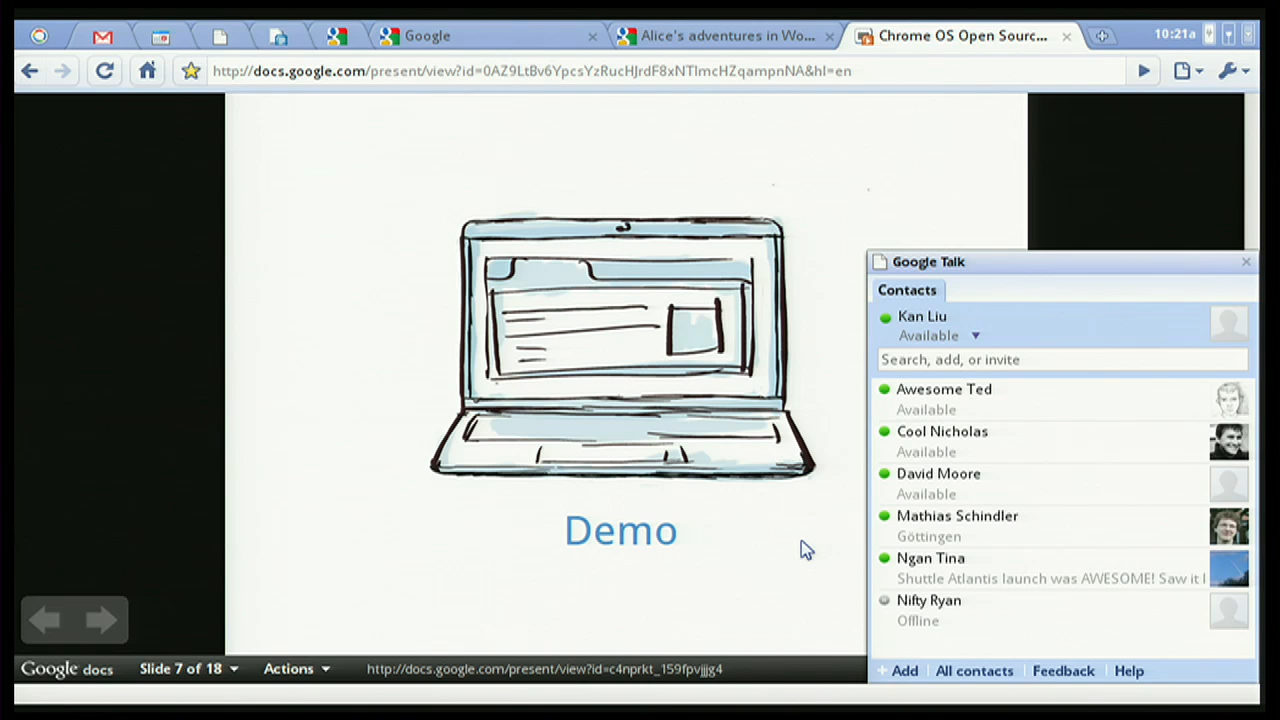 Google
Alice's adventures in Wo...
Chrome OS Open Sourc...
10:21a
http://docs.google.com/present/view?id=0AZ9LtBv6YpcsYzRucHJrdF8xNTlmcHZqampnNA&hl=en
Google Talk
Contacts
Kan Liu
Available
Search, add, or invite
Awesome Ted
Available
Cool Nicholas
Available
David Moore
Available
Mathias Schindler
Göttingen
Ngan Tina
Shuttle Atlantis launch was AWESOME! Saw it
Nifty Ryan
Offline
Add All contacts Feedback Help
Demo
Google docs Slide 7 of 18 Actions http://docs.google.com/present/view?id=c4nprkt_159fpvjjjg4